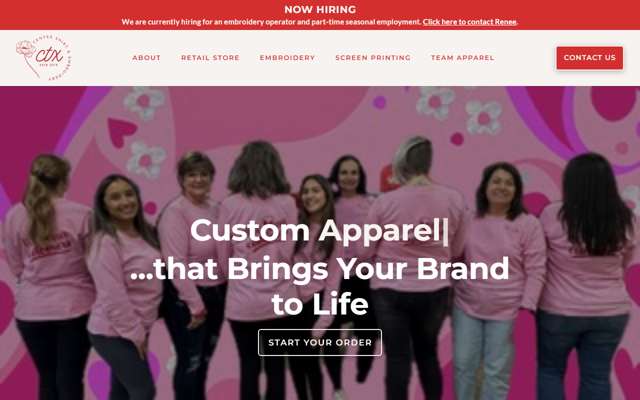 NOW HIRING
We are currently hiring for an embroidery operator and part-time seasonal employment. Click here to contact Renee.
ctx
ABOUT
RETAIL STORE
EMBROIDERY
SCREEN PRINTING
TEAM APPAREL
CONTACT US
Custom Apparel|
...that Brings Your Brand
to Life
START YOUR ORDER